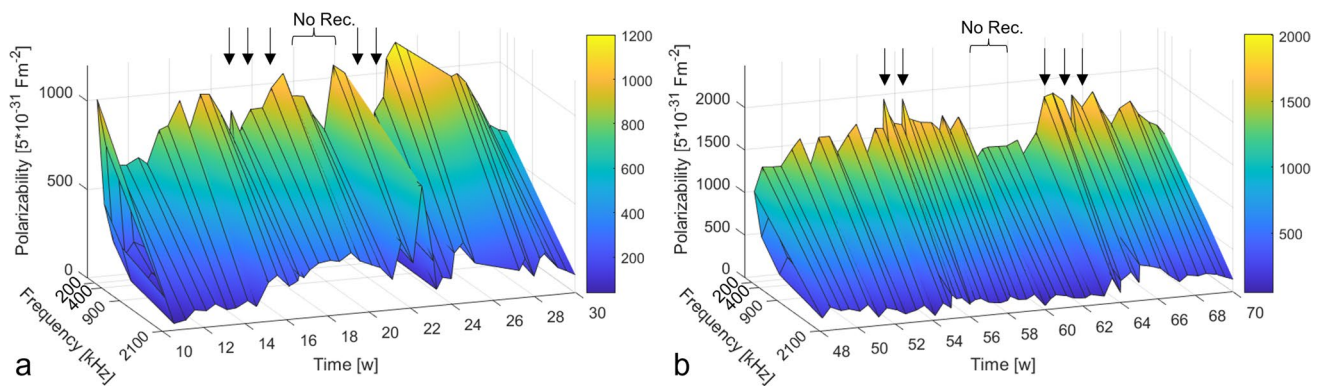 No Rec.
1000
500
0
200
400
900
2100
Polarizability [5*10-31 Fm-2]
Frequency [kHz]
10 12 14 16 18 20 22 24 26 28 30
Time [w]
1200
1000
800
600
400
200
a
No Rec.
2000
1500
1000
500
0
200
400
900
2100
Polarizability [5*10-31 Fm-2]
Frequency [kHz]
48 50 52 54 56 58 60 62 64 66 68 70
Time [w]
2000
1500
1000
500
b